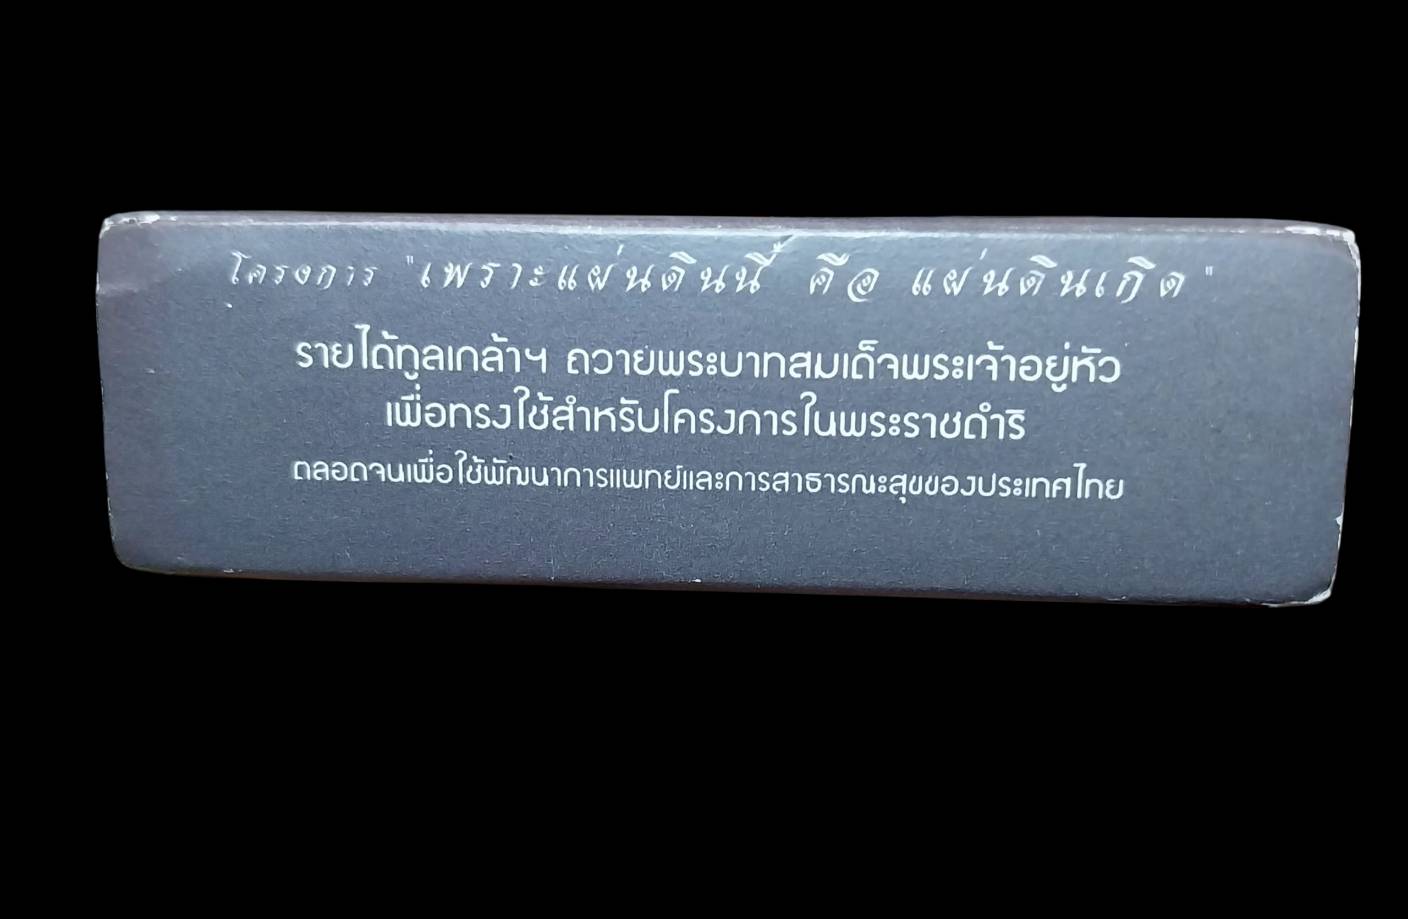 โครงการ "เพราะแผ่นดินนี้ คือ แผ่นดินเกิด"
รายได้ทูลเกล้าฯ ถวายพระบาทสมเด็จพระเจ้าอยู่หัว
เพื่อทรงใช้สำหรับโครงการในพระราชดำริ
ตลอดจนเพื่อใช้พัฒนาการแพทย์และการสาธารณะสุขของประเทศไทย